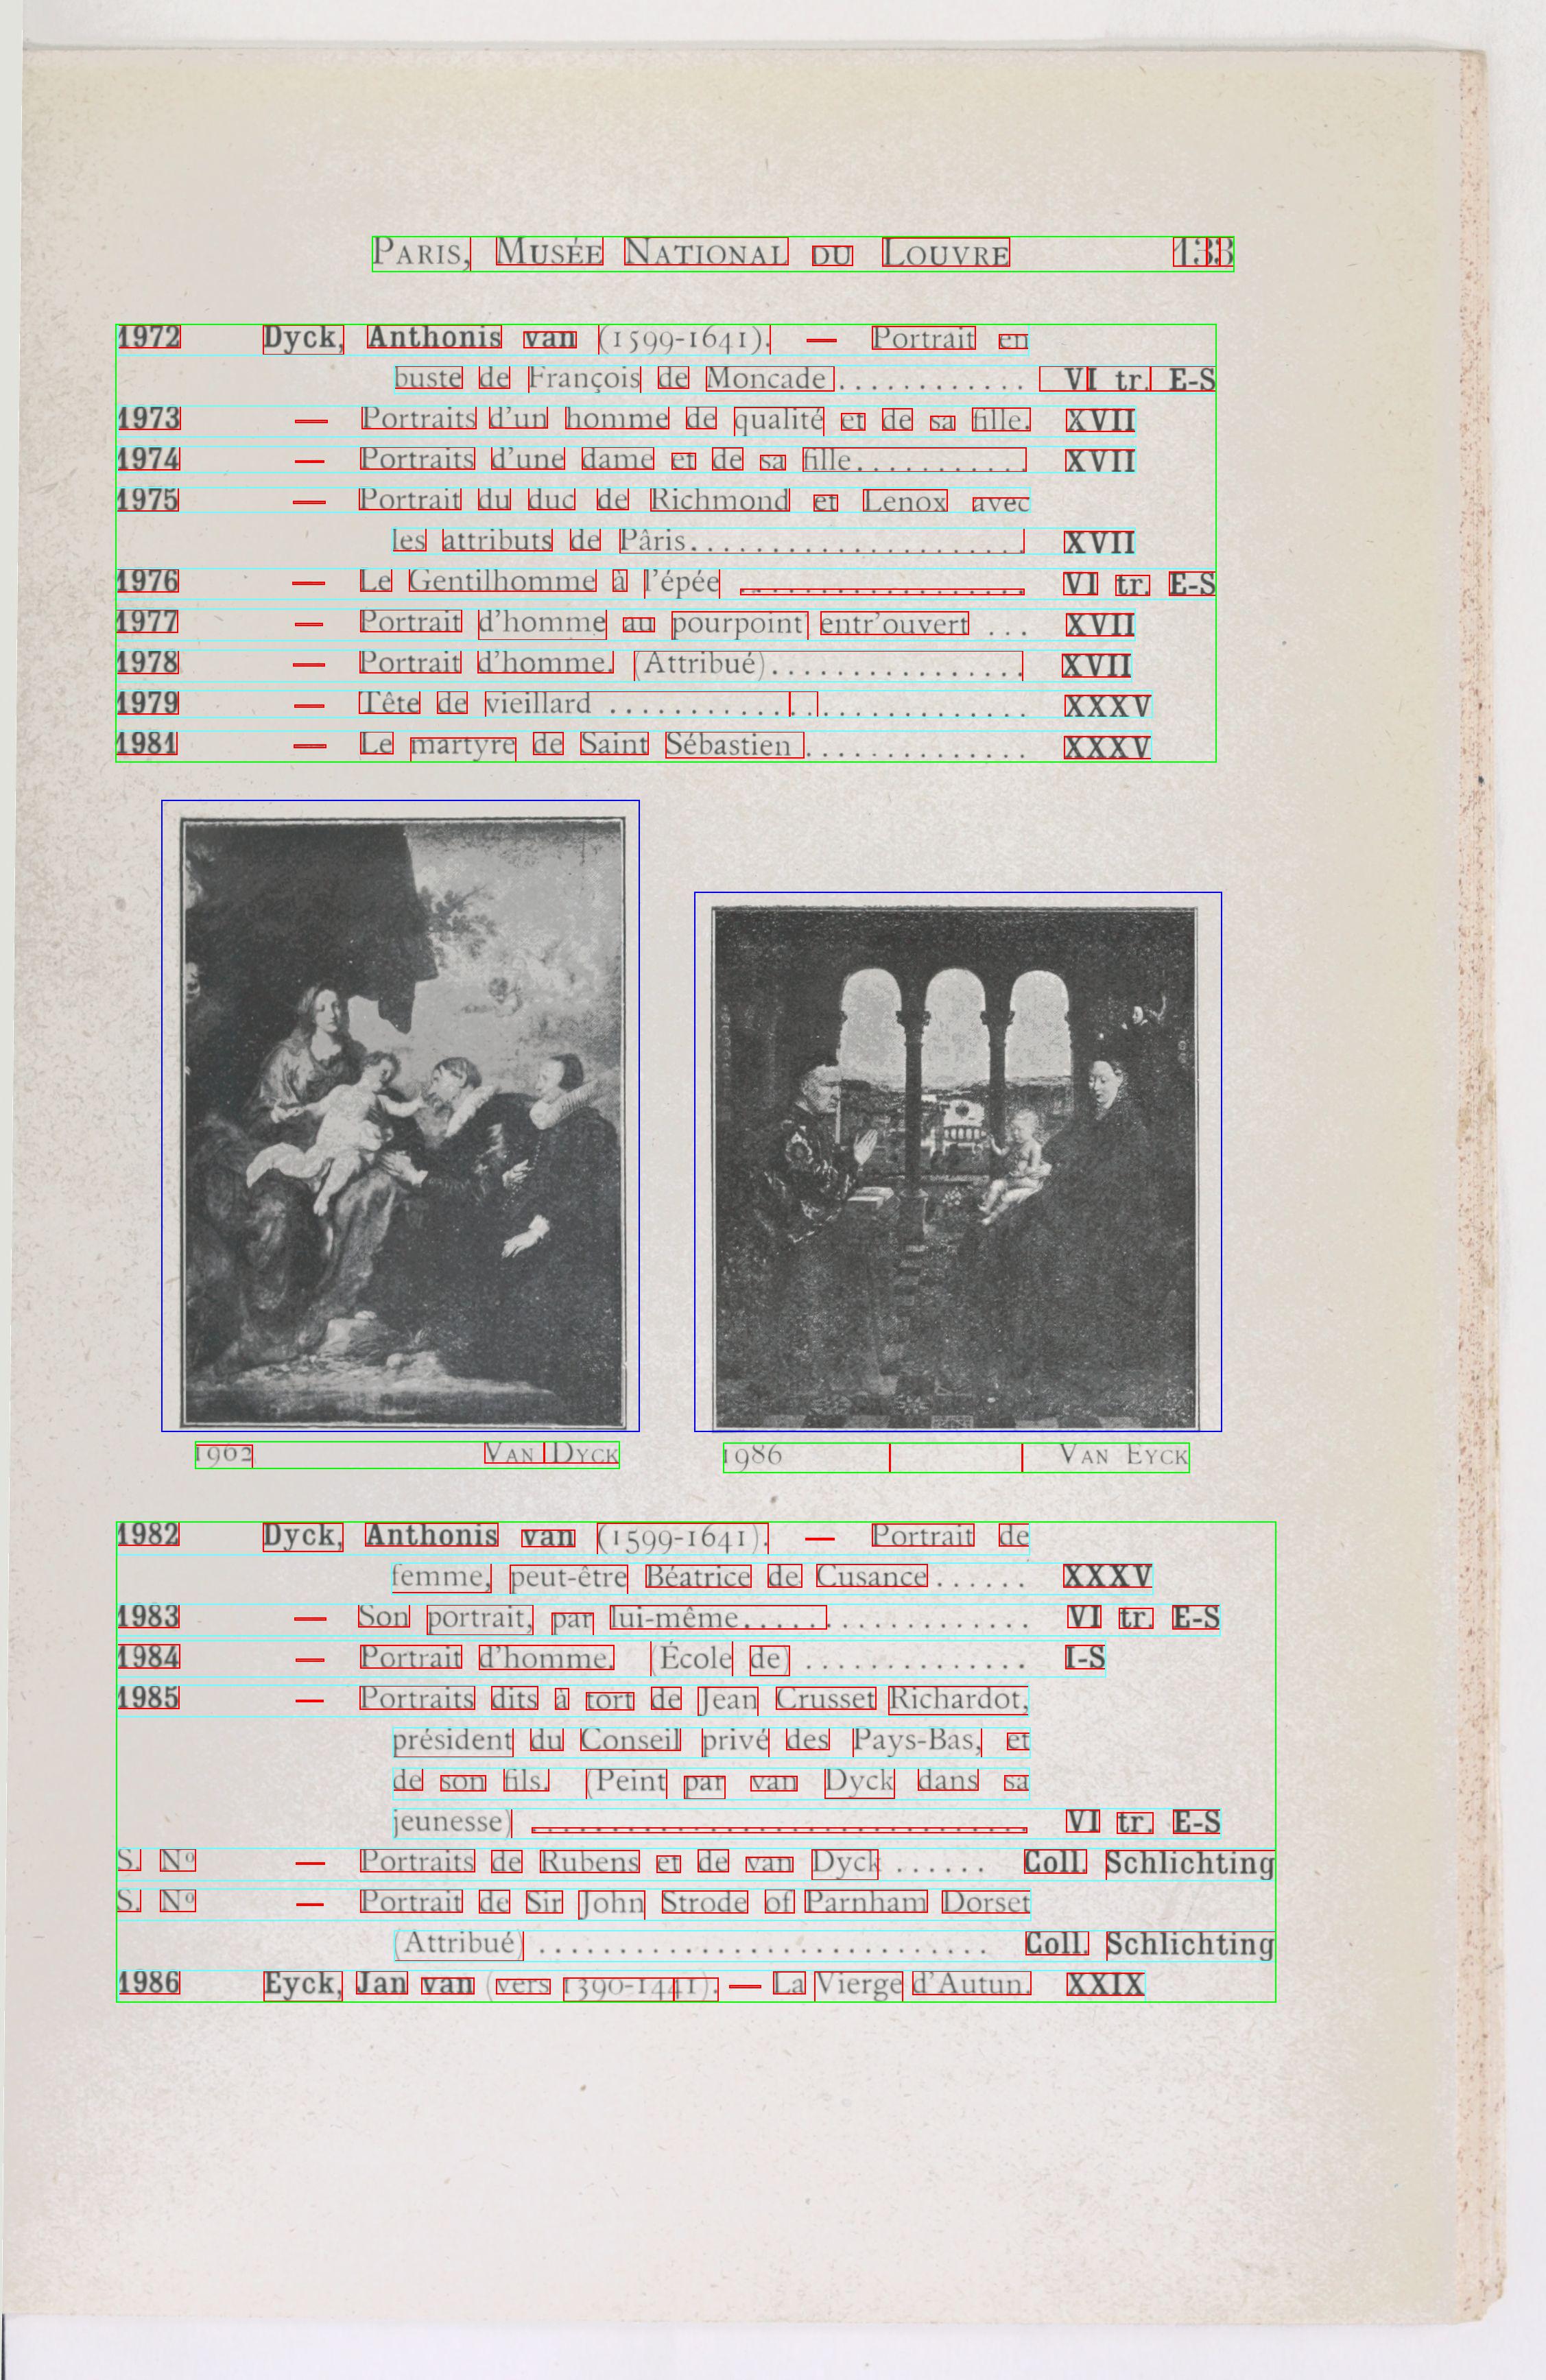 PARIS, MUSÉE NATIONAL DU LOUVRE 133
1972 Dyck, Anthonis van (1599-1641). — Portrait en
buste de François de Moncade ............ VI tr. E-S
1973 — Portraits d'un homme de qualité et de sa fille. XVII
1974 — Portraits d'une dame et de sa fille........... XVII
1975 — Portrait du duc de Richmond et Lenox avec
les attributs de Pâris..................... XVII
1976 — Le Gentilhomme à l'épée .................. VI tr. E-S
1977 — Portrait d'homme au pourpoint entr'ouvert ... XVII
1978 — Portrait d'homme. (Attribué)................ XVII
1979 — Tête de vieillard .......................... XXXV
1981 — Le martyre de Saint Sébastien .............. XXXV
1962 VAN DYCK
1986 VAN EYCK
1982 Dyck, Anthonis van (1599-1641). — Portrait de
femme, peut-être Béatrice de Cusance...... XXXV
1983 — Son portrait, par lui-même.................. VI tr. E-S
1984 — Portrait d'homme. (École de) .............. I-S
1985 — Portraits dits à tort de Jean Crusset Richardot,
président du Conseil privé des Pays-Bas, et
de son fils. (Peint par van Dyck dans sa
jeunesse) ............................... VI tr. E-S
S. Nº — Portraits de Rubens et de van Dyck ...... Coll. Schlichting
S. Nº — Portrait de Sir John Strode of Parnham Dorset
(Attribué) ............................. Coll. Schlichting
1986 Eyck, Jan van (vers 1390-1441). — La Vierge d'Autun. XXIX